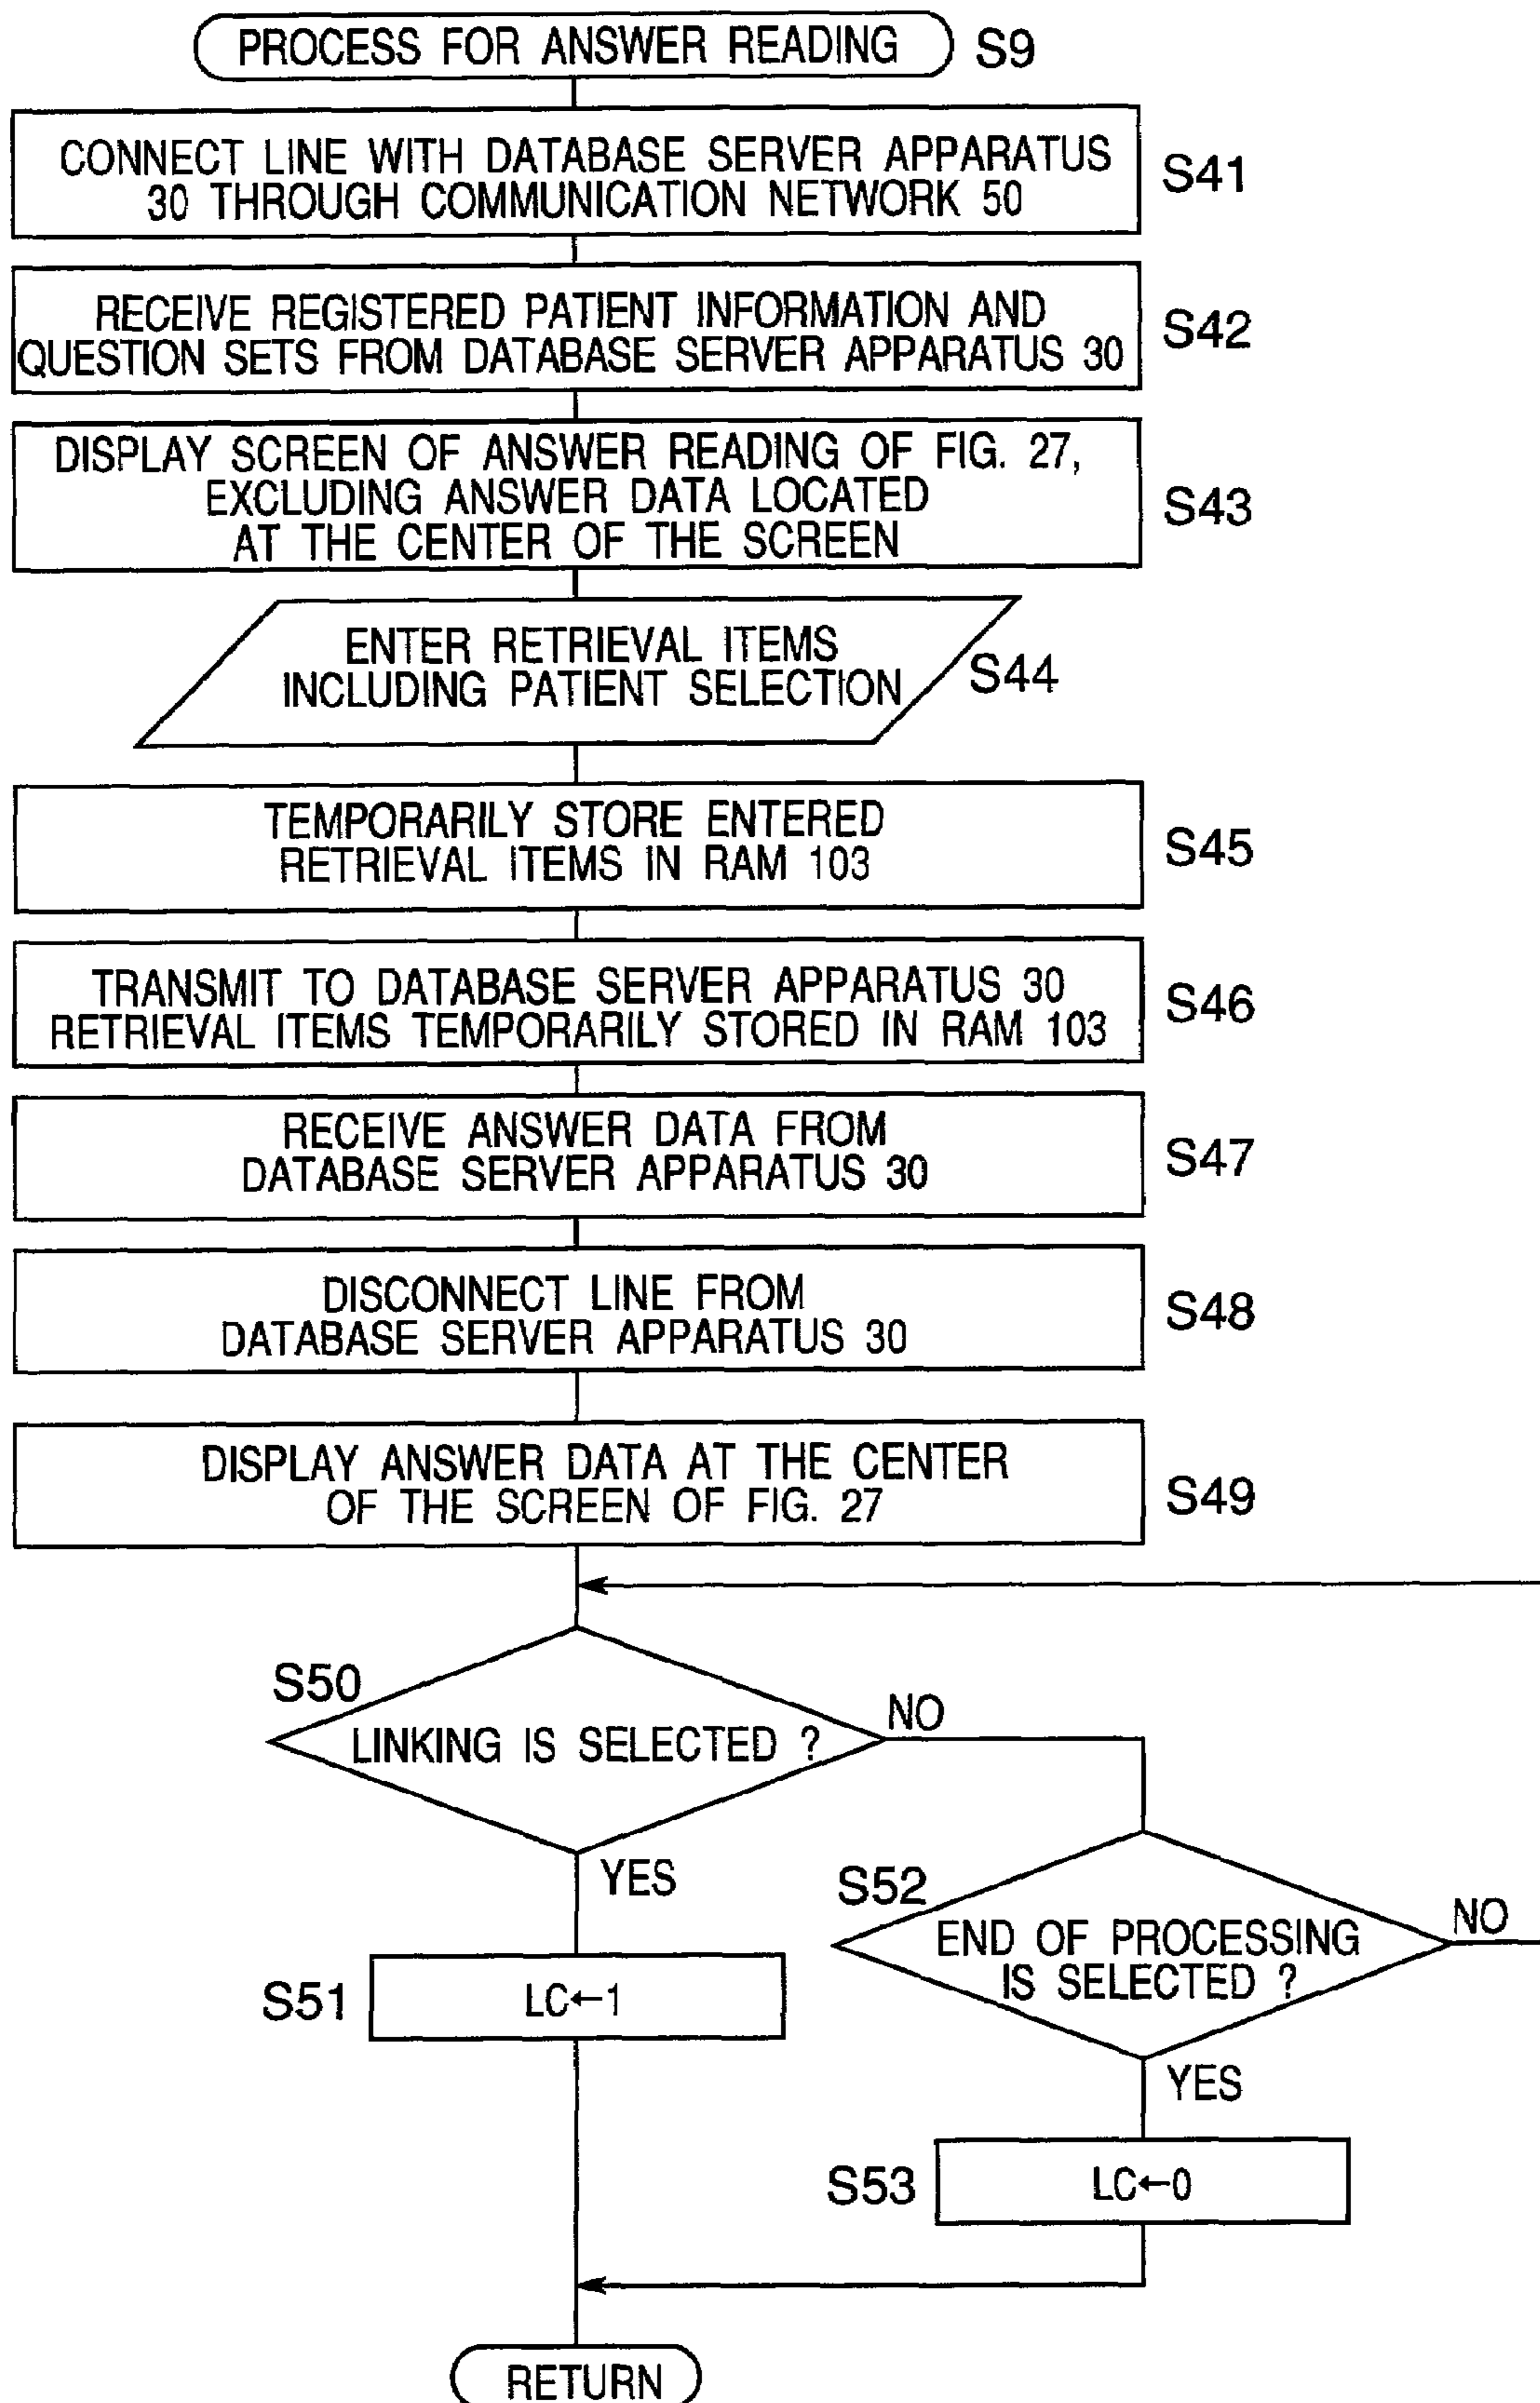 PROCESS FOR ANSWER READING S9
CONNECT LINE WITH DATABASE SERVER APPARATUS
30 THROUGH COMMUNICATION NETWORK 50
S41
RECEIVE REGISTERED PATIENT INFORMATION AND
QUESTION SETS FROM DATABASE SERVER APPARATUS 30
S42
DISPLAY SCREEN OF ANSWER READING OF FIG. 27,
EXCLUDING ANSWER DATA LOCATED
AT THE CENTER OF THE SCREEN
S43
ENTER RETRIEVAL ITEMS
INCLUDING PATIENT SELECTION
S44
TEMPORARILY STORE ENTERED
RETRIEVAL ITEMS IN RAM 103
S45
TRANSMIT TO DATABASE SERVER APPARATUS 30
RETRIEVAL ITEMS TEMPORARILY STORED IN RAM 103
S46
RECEIVE ANSWER DATA FROM
DATABASE SERVER APPARATUS 30
S47
DISCONNECT LINE FROM
DATABASE SERVER APPARATUS 30
S48
DISPLAY ANSWER DATA AT THE CENTER
OF THE SCREEN OF FIG. 27
S49
S50
LINKING IS SELECTED ?
NO
YES
S52
END OF PROCESSING
IS SELECTED ?
NO
S51
LC←1
YES
S53
LC←0
RETURN